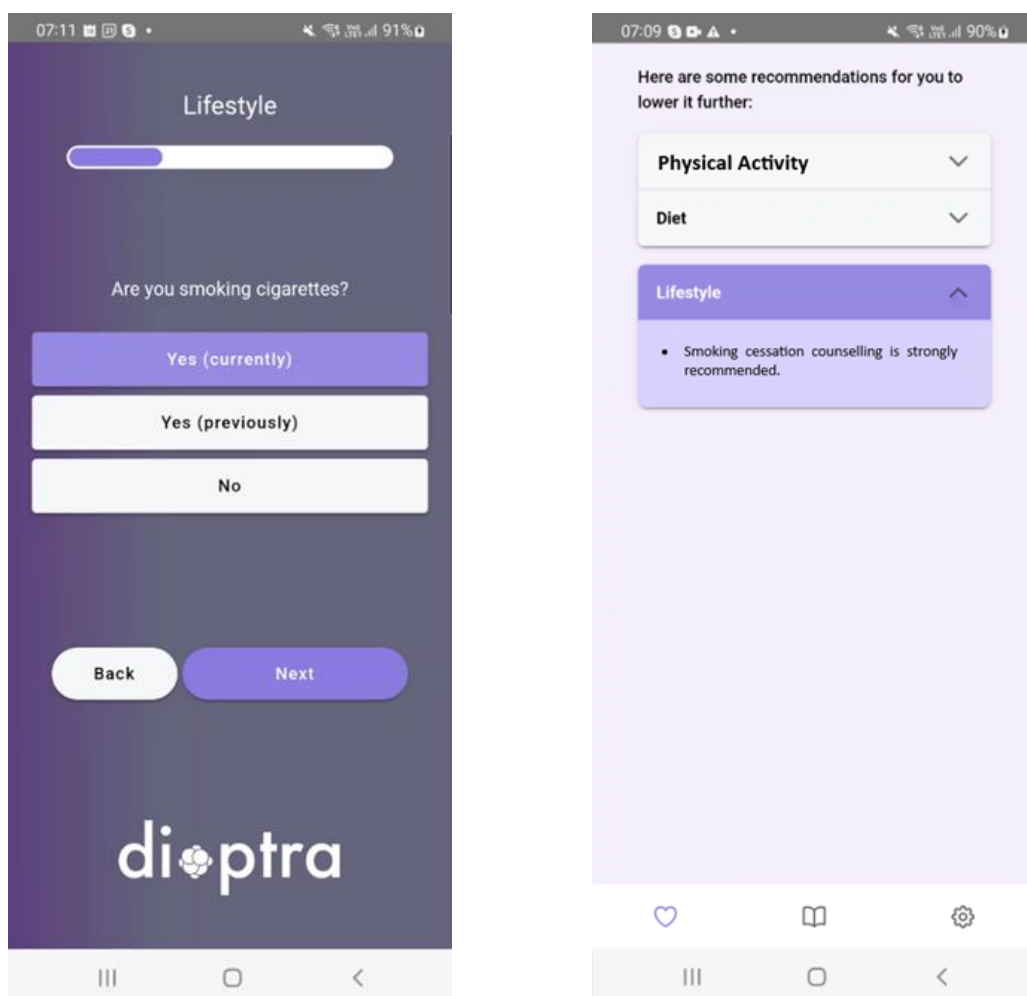 07:11
91%
Lifestyle
Are you smoking cigarettes?
Yes (currently)
Yes (previously)
No
Back
Next
dioptra
07:09
90%
Here are some recommendations for you to
lower it further:
Physical Activity
Diet
Lifestyle
• Smoking cessation counselling is strongly
recommended.